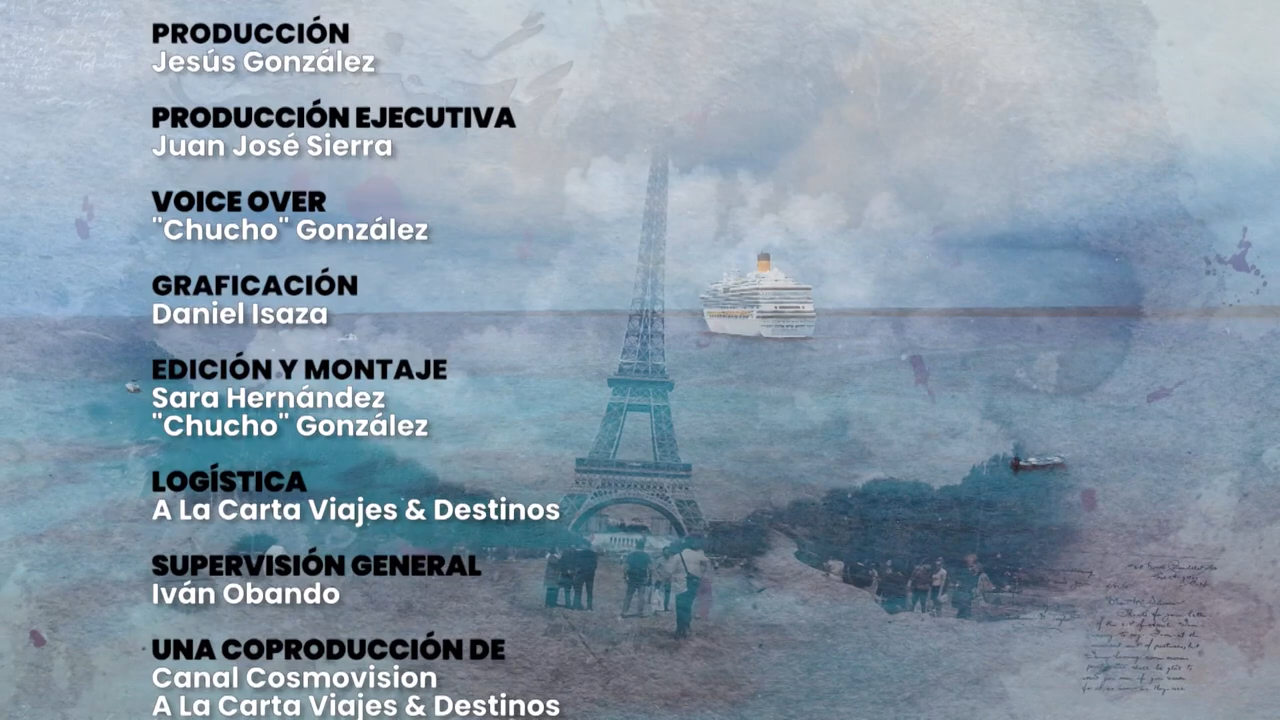 PRODUCCIÓN
Jesús González
PRODUCCIÓN EJECUTIVA
Juan José Sierra
VOICE OVER
"Chucho" González
GRAFICACIÓN
Daniel Isaza
EDICIÓN Y MONTAJE
Sara Hernández
"Chucho" González
LOGÍSTICA
A La Carta Viajes & Destinos
SUPERVISIÓN GENERAL
Iván Obando
UNA COPRODUCCIÓN DE
Canal Cosmovision
A La Carta Viajes & Destinos